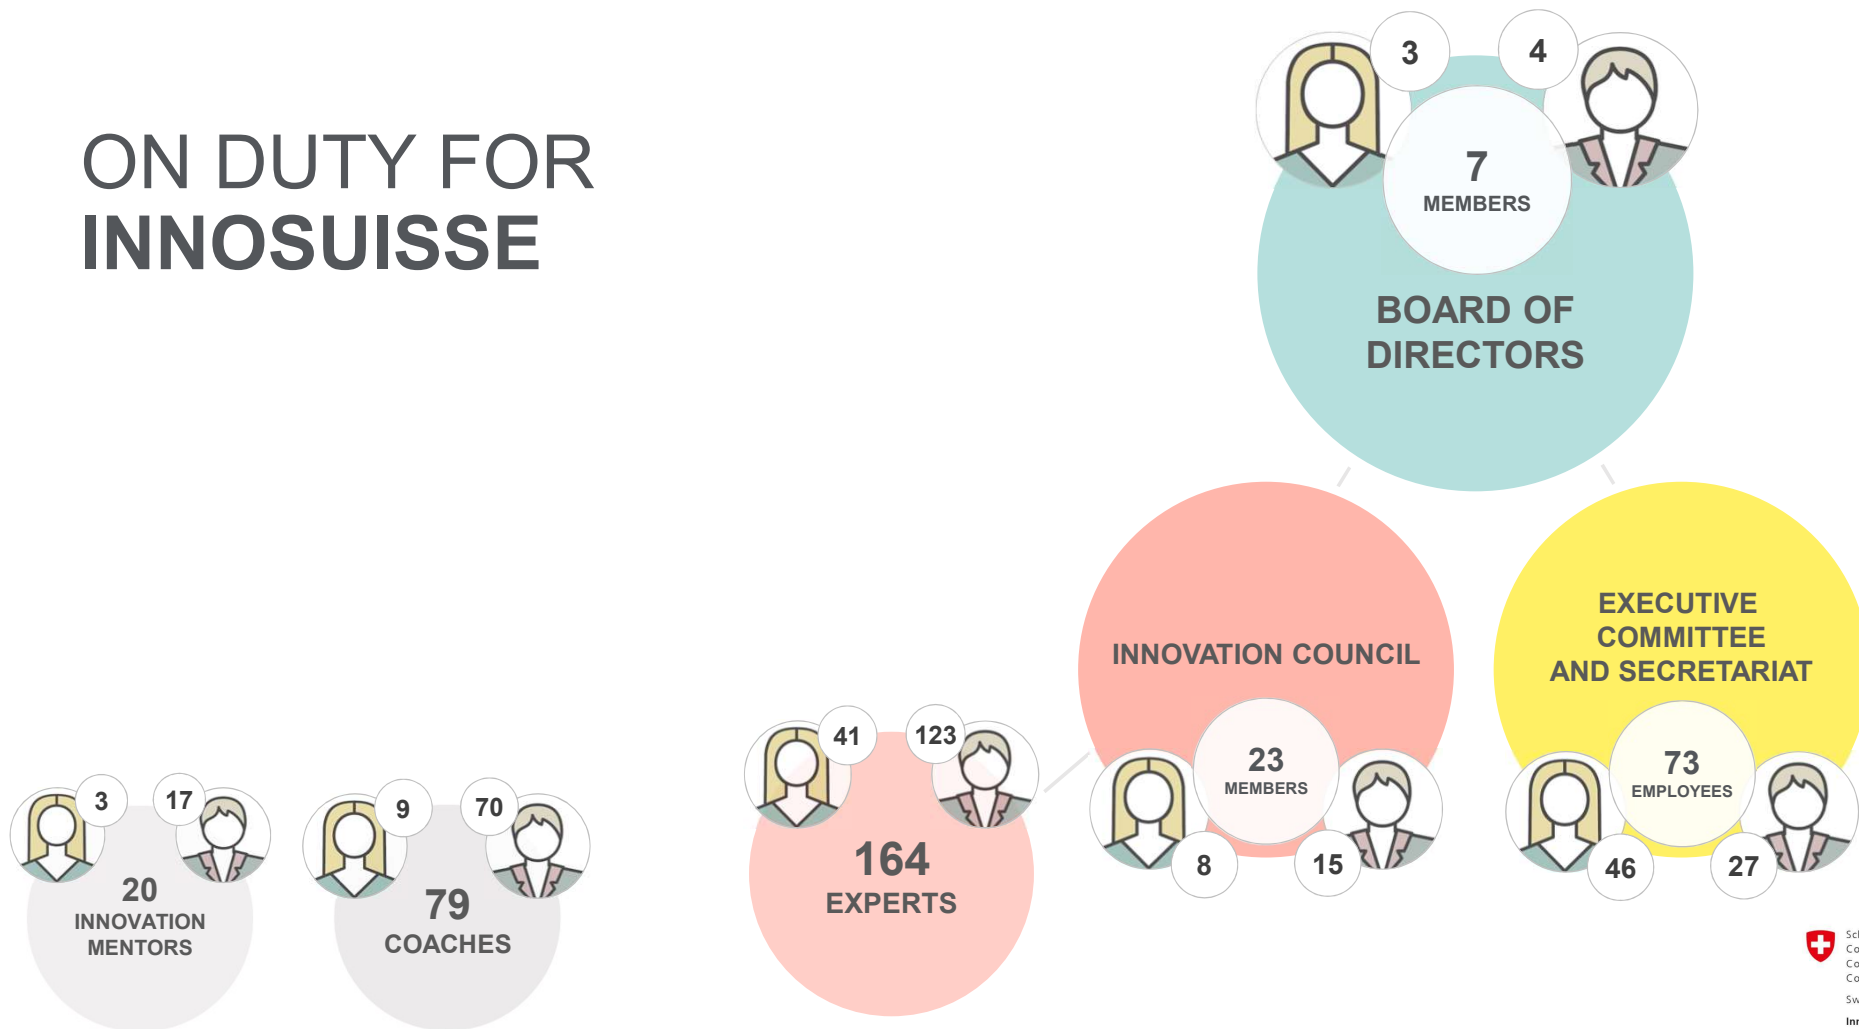 ON DUTY FOR
INNOSUISSE
3
4
7
MEMBERS
BOARD OF
DIRECTORS
INNOVATION COUNCIL
23
MEMBERS
8
15
EXECUTIVE
COMMITTEE
AND SECRETARIAT
73
EMPLOYEES
46
27
41
123
164
EXPERTS
9
70
79
COACHES
3
17
20
INNOVATION
MENTORS